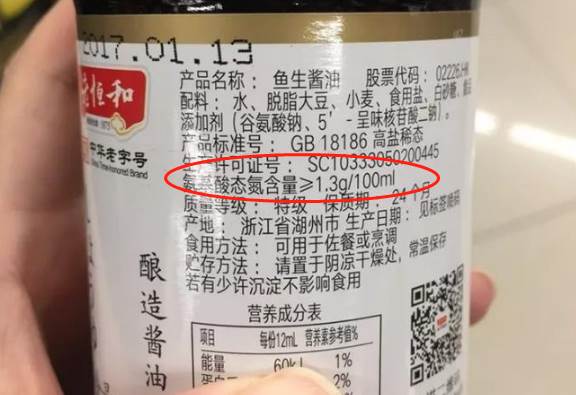 2017.01.13
恒和
中华老字号
酿造酱油
产品名称： 鱼生酱油 股票代码： 02226.HK
配料： 水、脱脂大豆、小麦、食用盐、白砂糖、食品
添加剂（谷氨酸钠、5′-呈味核苷酸二钠）。
产品标准号： GB 18186 高盐稀态
生产许可证号： SC10333050200445
氨基酸态氮含量≥1.3g/100ml
质量等级： 特级 保质期： 24个月
产地： 浙江省湖州市 生产日期： 见标签喷码
食用方法： 可用于佐餐或烹调
贮存方法： 请置于阴凉干燥处，常温保存
若有少许沉淀不影响食用
营养成分表
项目 每份12mL 营养素参考值%
能量 60kJ 1%
2%